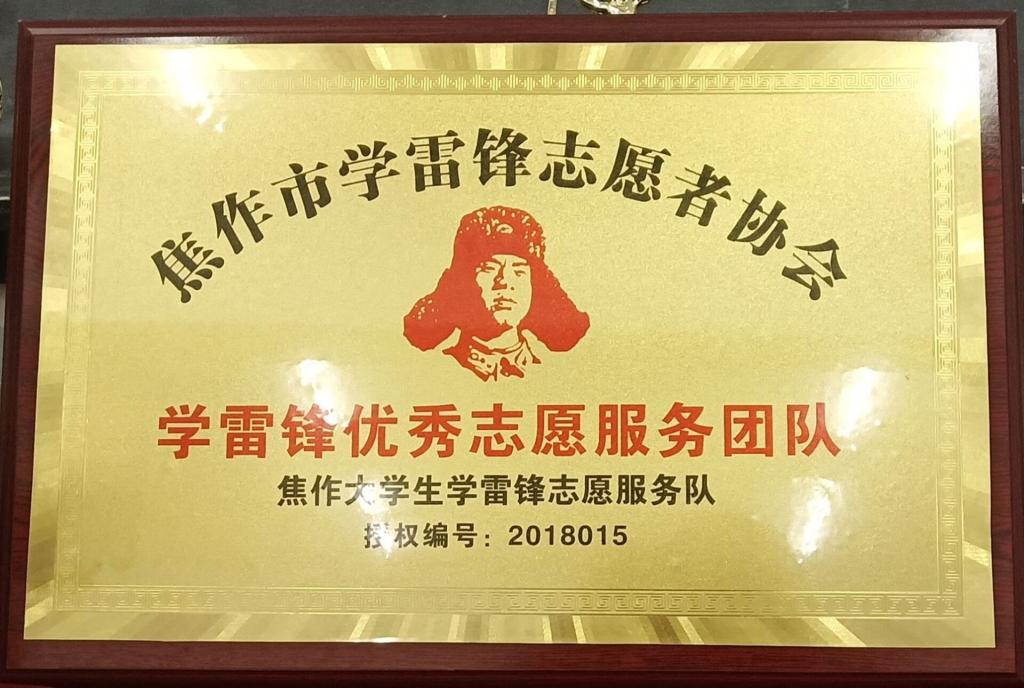 焦作市学雷锋志愿者协会
学雷锋优秀志愿服务团队
焦作大学生学雷锋志愿服务队
授权编号：2018015